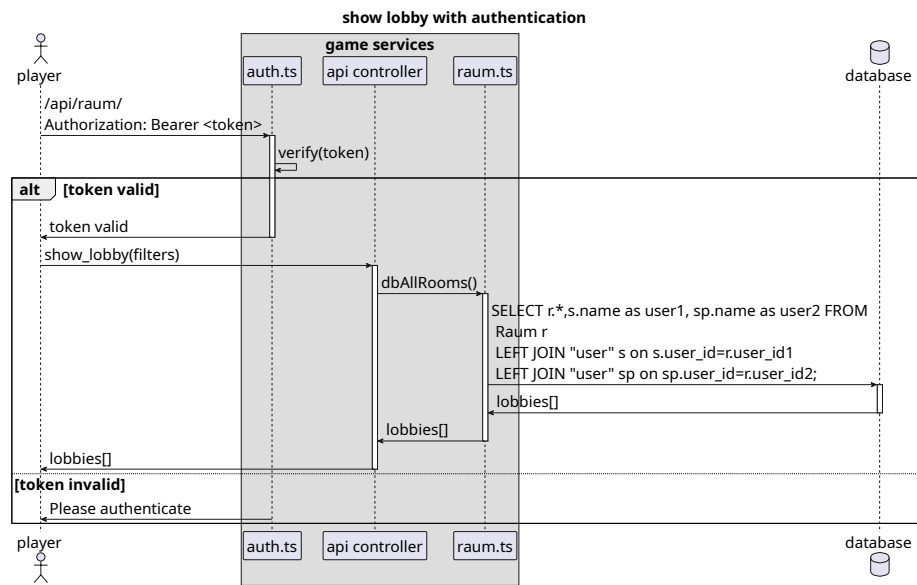 show lobby with authentication
game services
player
auth.ts
api controller
raum.ts
database
/api/raum/
Authorization: Bearer <token>
verify(token)
alt [token valid]
token valid
show_lobby(filters)
dbAllRooms()
SELECT r.*,s.name as user1, sp.name as user2 FROM
Raum r
LEFT JOIN "user" s on s.user_id=r.user_id1
LEFT JOIN "user" sp on sp.user_id=r.user_id2;
lobbies[]
lobbies[]
lobbies[]
[token invalid]
Please authenticate
player
auth.ts
api controller
raum.ts
database